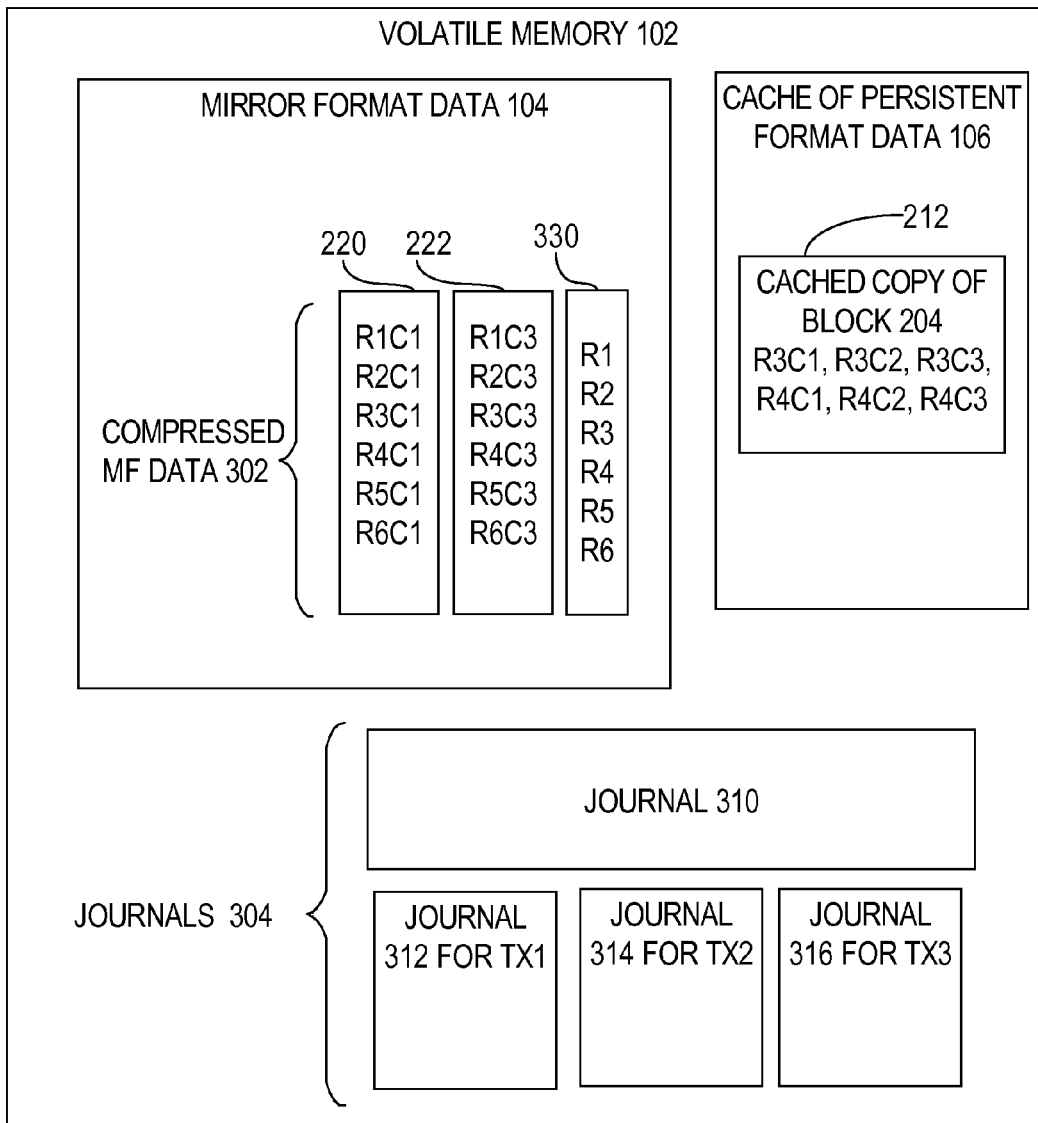 VOLATILE MEMORY 102
MIRROR FORMAT DATA 104
220
222
330
COMPRESSED
MF DATA 302
R1C1
R2C1
R3C1
R4C1
R5C1
R6C1
R1C3
R2C3
R3C3
R4C3
R5C3
R6C3
R1
R2
R3
R4
R5
R6
CACHE OF PERSISTENT
FORMAT DATA 106
212
CACHED COPY OF
BLOCK 204
R3C1, R3C2, R3C3,
R4C1, R4C2, R4C3
JOURNALS 304
JOURNAL 310
JOURNAL
312 FOR TX1
JOURNAL
314 FOR TX2
JOURNAL
316 FOR TX3